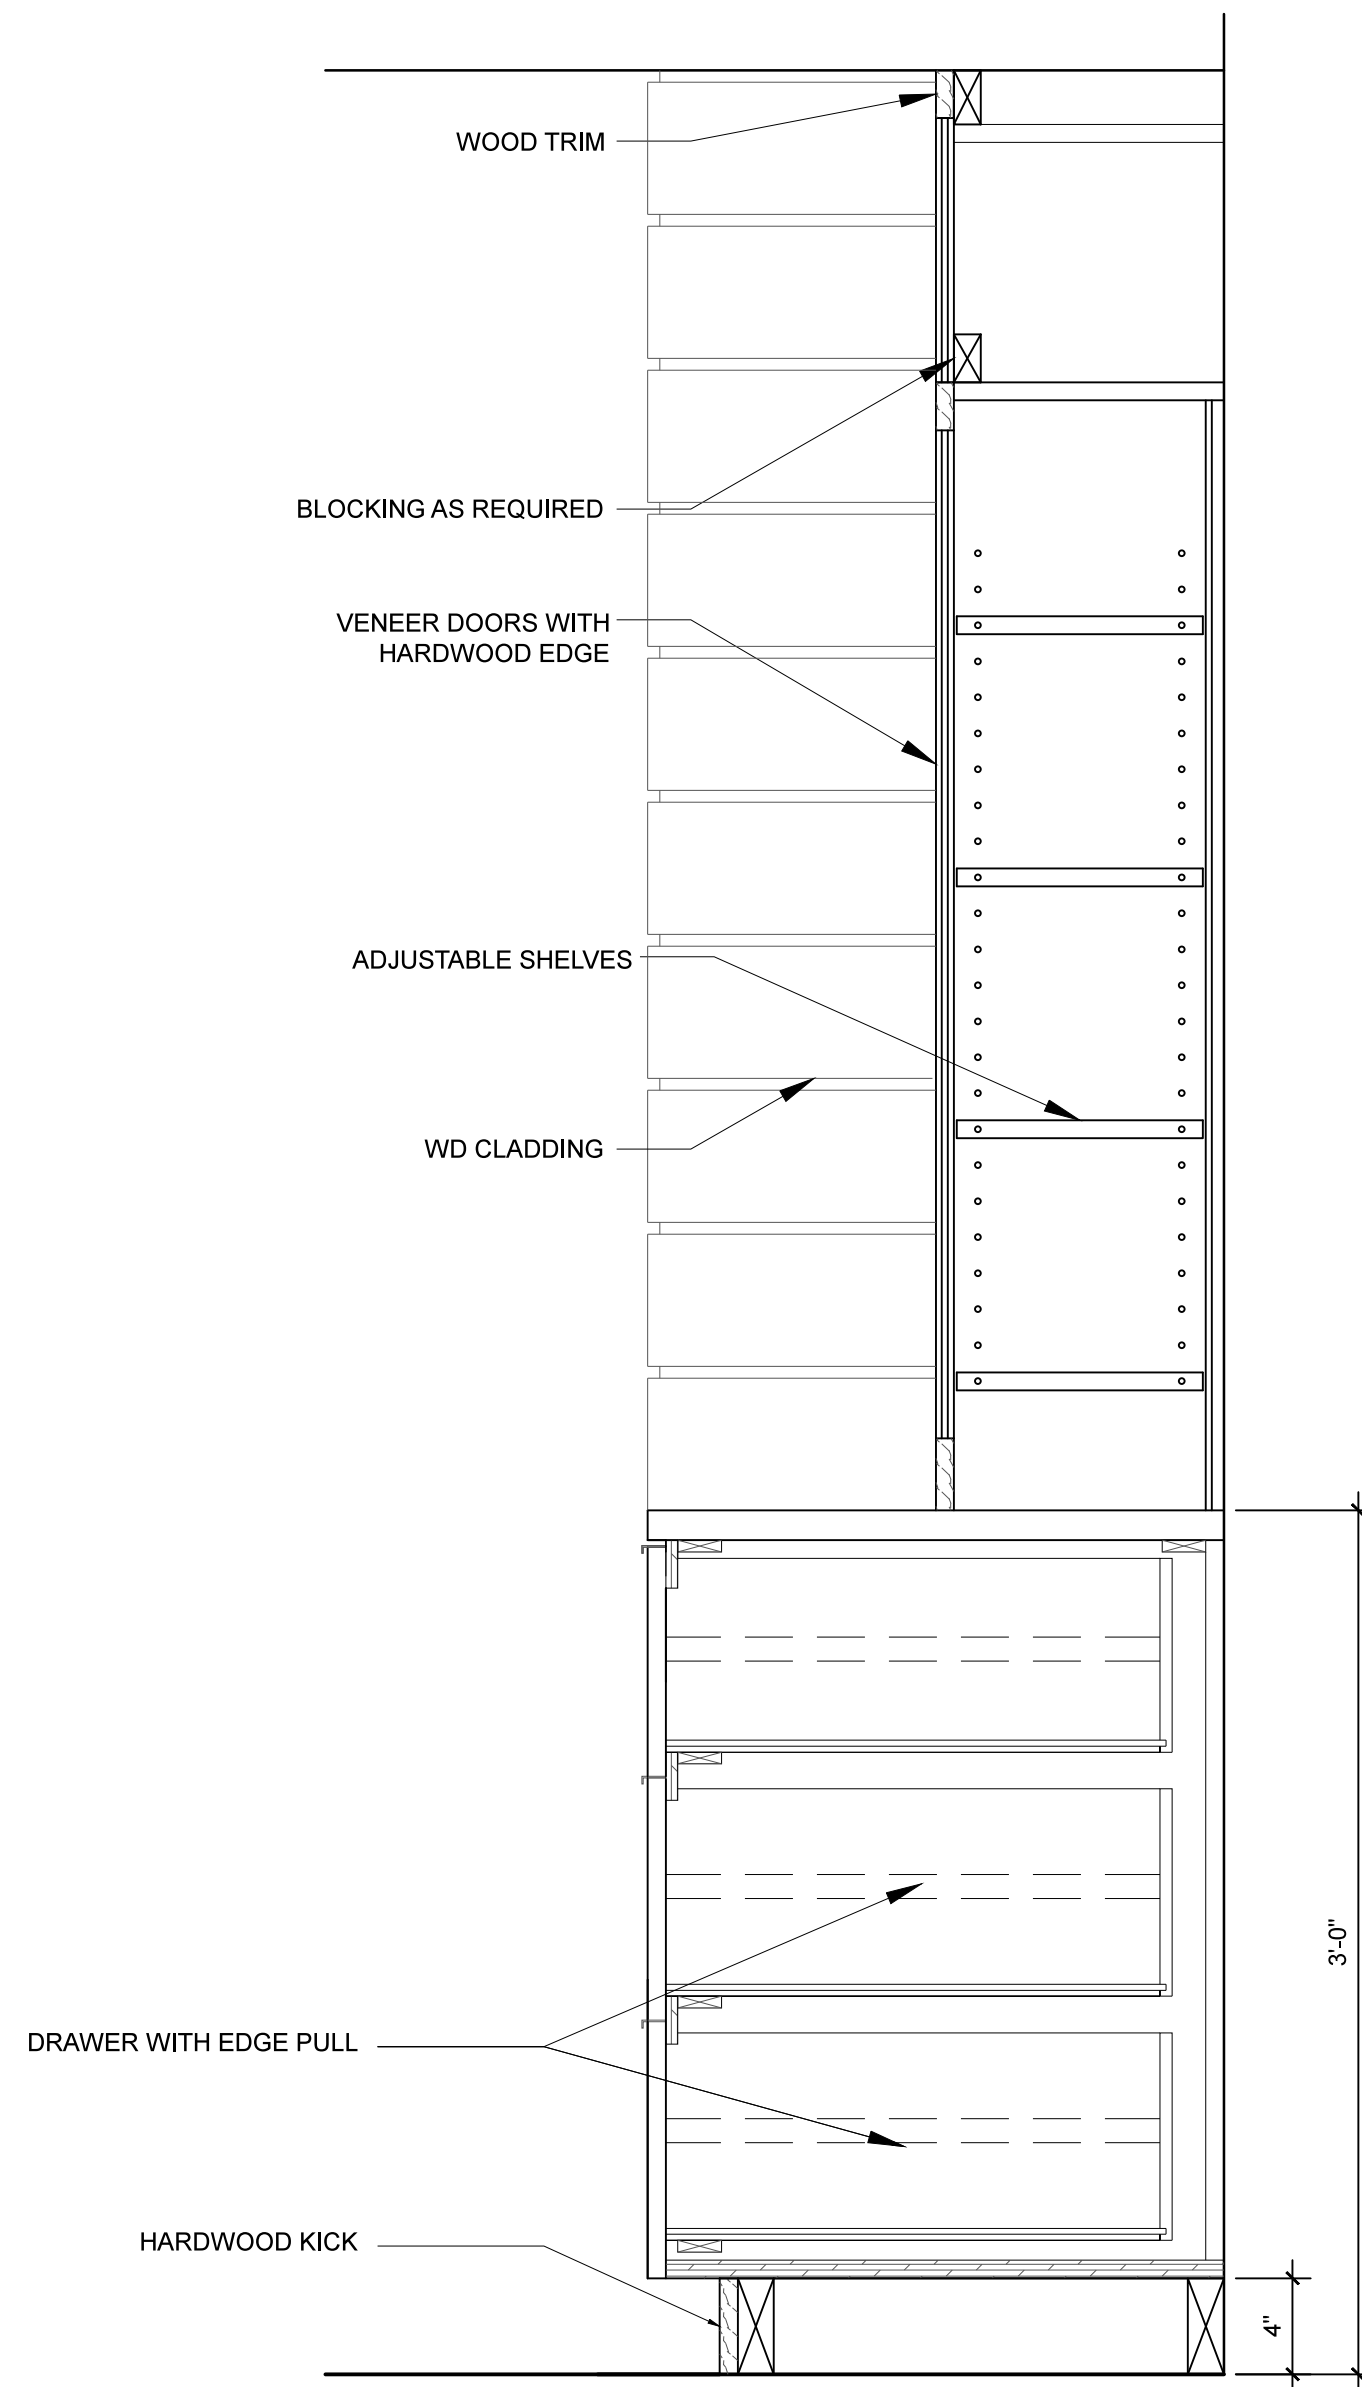 WOOD TRIM
BLOCKING AS REQUIRED
VENEER DOORS WITH
HARDWOOD EDGE
ADJUSTABLE SHELVES
WD CLADDING
3'-0"
DRAWER WITH EDGE PULL
HARDWOOD KICK
4"